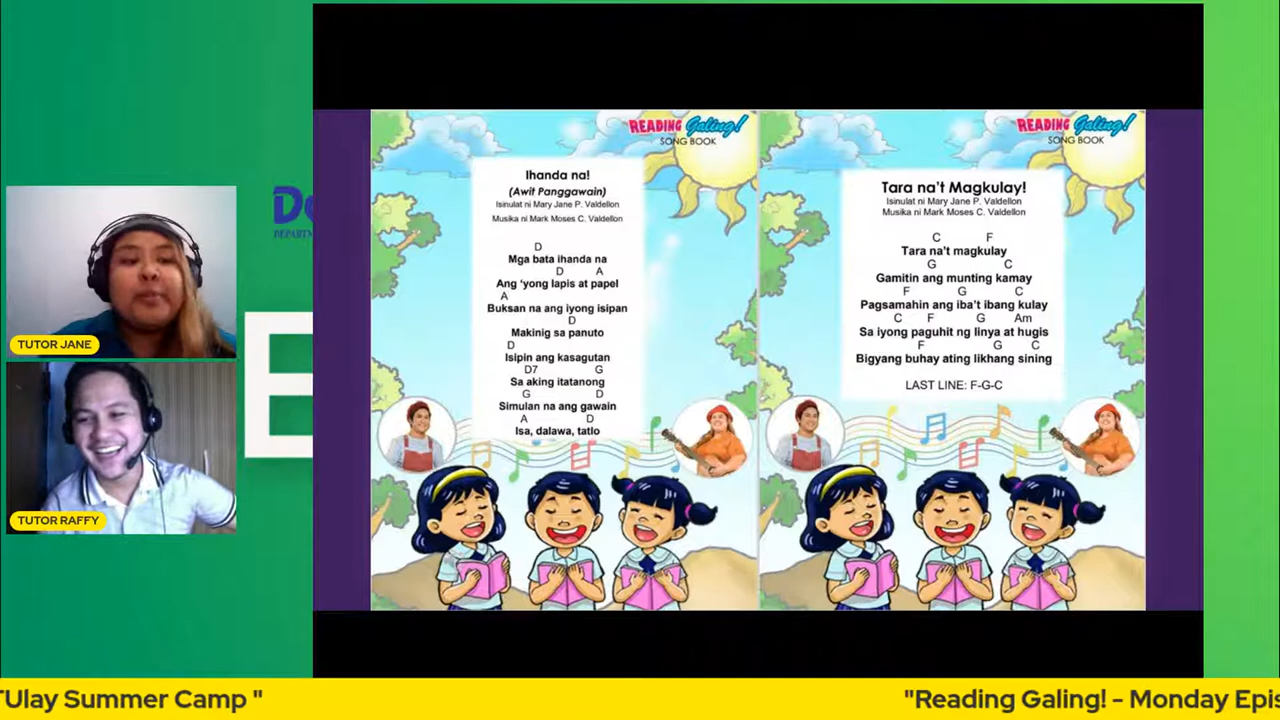 READING Galing!
SONG BOOK
Ihanda na!
(Awit Panggawain)
Isinulat ni Mary Jane P. Valdellon
Musika ni Mark Moses C. Valdellon
D
Mga bata ihanda na
D A
Ang ‘yong lapis at papel
A
Buksan na ang iyong isipan
D
Makinig sa panuto
D
Isipin ang kasagutan
D7 G
Sa aking itatanong
G D
Simulan na ang gawain
A D
Isa, dalawa, tatlo
READING Galing!
SONG BOOK
Tara na’t Magkulay!
Isinulat ni Mary Jane P. Valdellon
Musika ni Mark Moses C. Valdellon
C F
Tara na’t magkulay
G C
Gamitin ang munting kamay
F G C
Pagsamahin ang iba’t ibang kulay
C F G Am
Sa iyong paguhit ng linya at hugis
F G C
Bigyang buhay ating likhang sining
LAST LINE: F-G-C
TUTOR JANE
TUTOR RAFFY
TUlay Summer Camp "
"Reading Galing! - Monday Epis